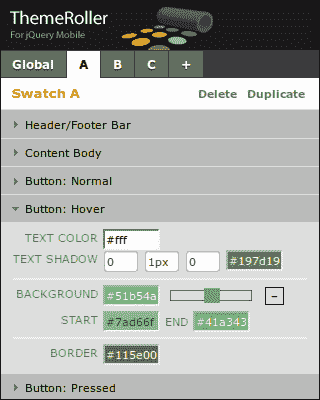 ThemeRoller
For jQuery Mobile
Global A B C +
Swatch A Delete Duplicate
Header/Footer Bar
Content Body
Button: Normal
Button: Hover
TEXT COLOR #fff
TEXT SHADOW 0 1px 0 #197d19
BACKGROUND #51b54a –
START #7ad66f END #41a343
BORDER #115e00
Button: Pressed